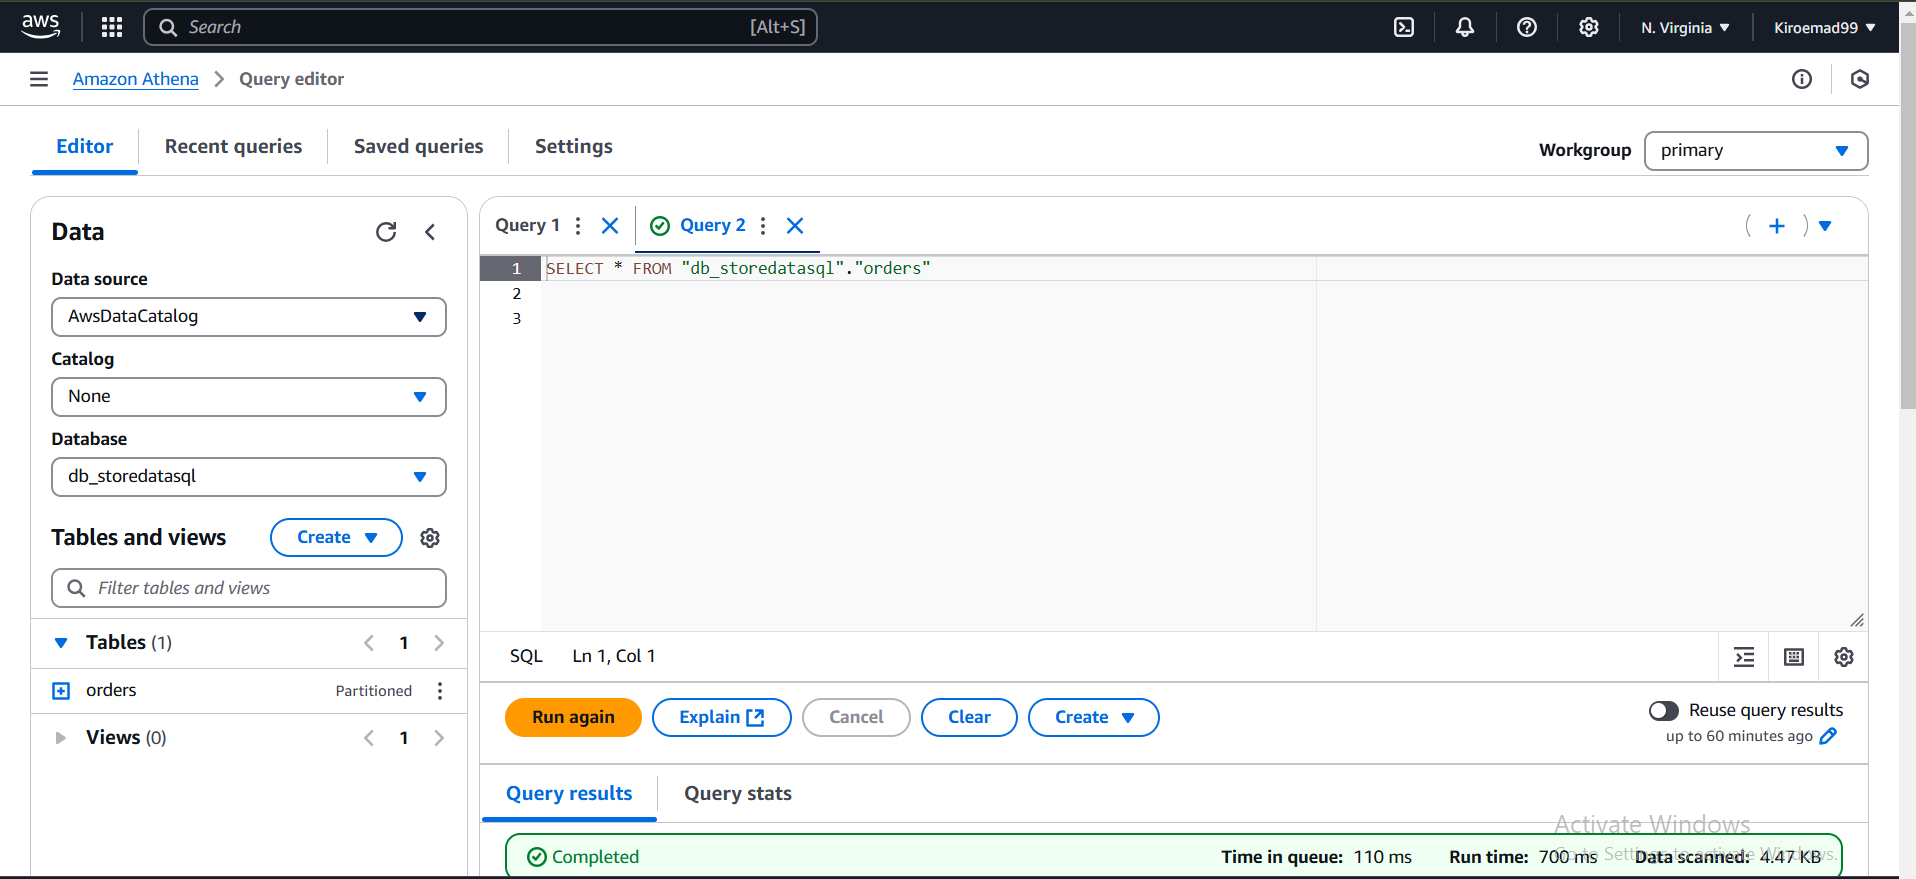 aws
Search [Alt+S]
N. Virginia
Kiroemad99
Amazon Athena
Query editor
Editor
Recent queries
Saved queries
Settings
Workgroup
primary
Data
Data source
AwsDataCatalog
Catalog
None
Database
db_storedatasql
Tables and views
Create
Filter tables and views
Tables (1)
1
orders
Partitioned
Views (0)
1
Query 1
Query 2
1 SELECT * FROM "db_storedatasql"."orders"
2
3
SQL Ln 1, Col 1
Run again
Explain
Cancel
Clear
Create
Reuse query results
up to 60 minutes ago
Query results
Query stats
Completed
Time in queue: 110 ms
Run time: 700 ms
Data scanned: 4.47 KB
Activate Windows
Go to Settings to activate Windows.